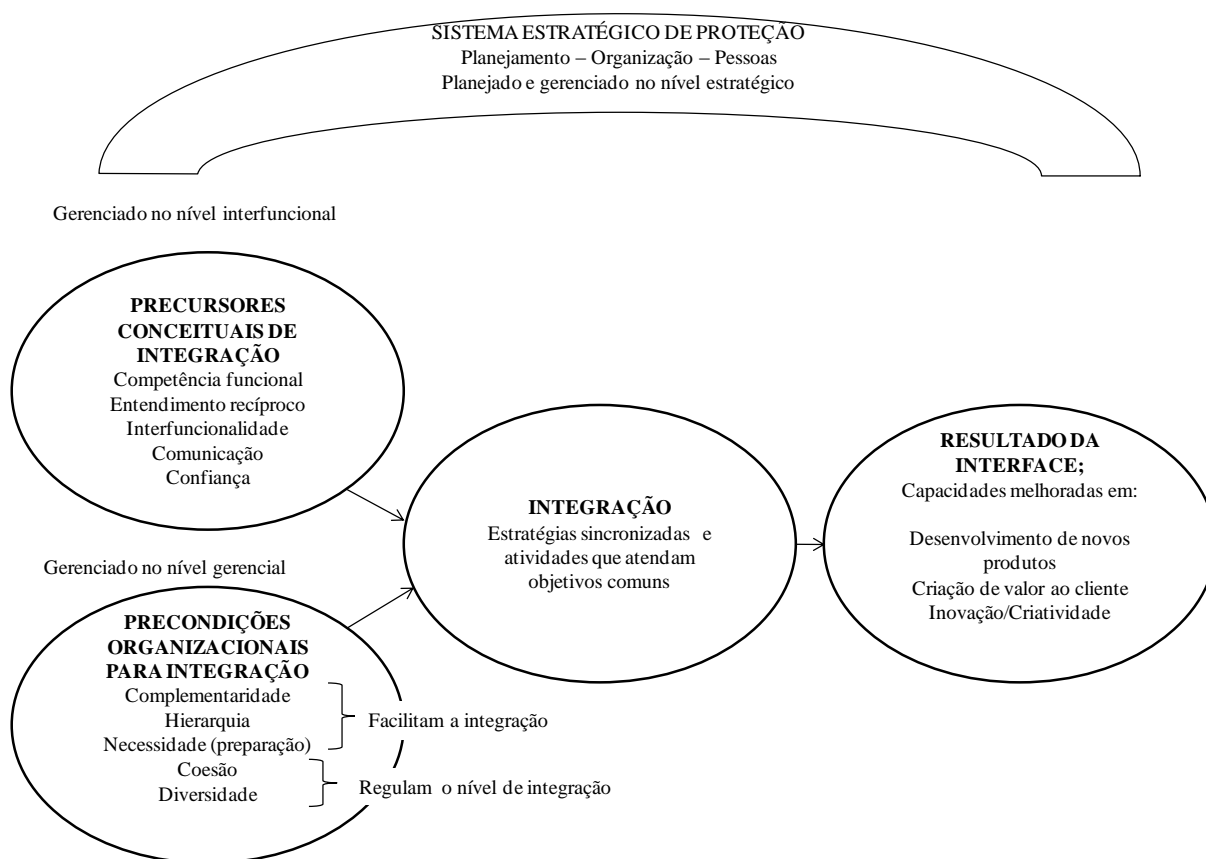 SISTEMA ESTRATÉGICO DE PROTEÇÃO
Planejamento – Organização – Pessoas
Planejado e gerenciado no nível estratégico
Gerenciado no nível interfuncional
PRECURSORES
CONCEITUAIS DE
INTEGRAÇÃO
Competência funcional
Entendimento recíproco
Interfuncionalidade
Comunicação
Confiança
INTEGRAÇÃO
Estratégias sincronizadas e
atividades que atendam
objetivos comuns
RESULTADO DA
INTERFACE;
Capacidades melhoradas em:
Desenvolvimento de novos
produtos
Criação de valor ao cliente
Inovação/Criatividade
Gerenciado no nível gerencial
PRECONDIÇÕES
ORGANIZACIONAIS
PARA INTEGRAÇÃO
Complementaridade
Hierarquia
Necessidade (preparação)
Coesão
Diversidade
Facilitam a integração
Regulam o nível de integração